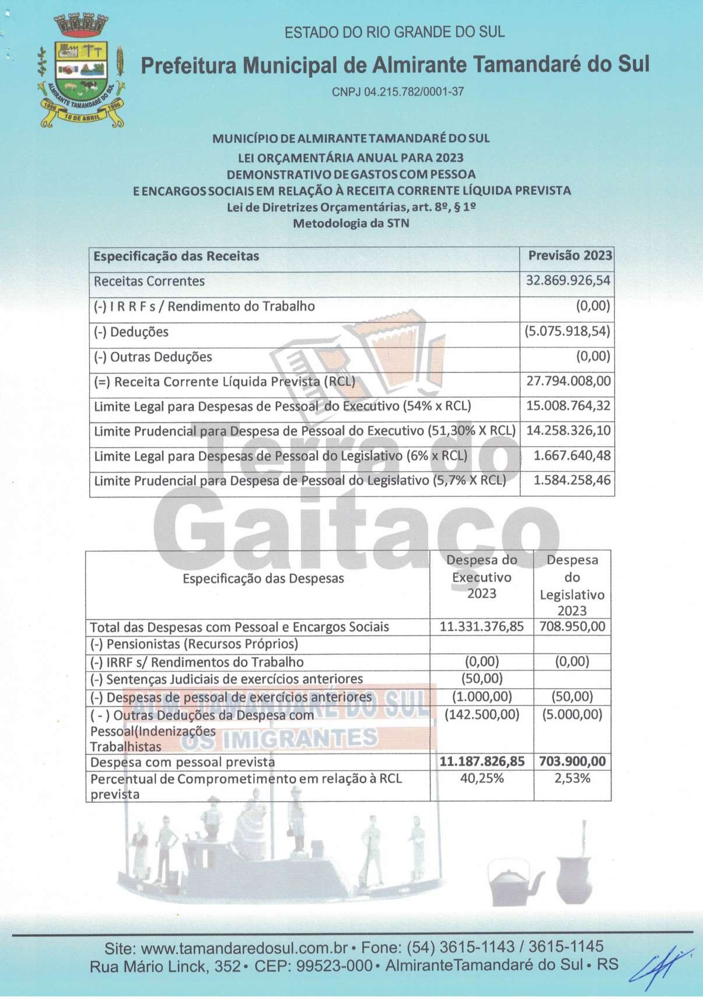 ESTADO DO RIO GRANDE DO SUL
Prefeitura Municipal de Almirante Tamandaré do Sul
CNPJ 04.215.782/0001-37
ALMIRANTE TAMANDARÉ DO SUL
1996 16 DE ABRIL 1996
MUNICÍPIO DE ALMIRANTE TAMANDARÉ DO SUL
LEI ORÇAMENTÁRIA ANUAL PARA 2023
DEMONSTRATIVO DE GASTOS COM PESSOA
E ENCARGOS SOCIAIS EM RELAÇÃO À RECEITA CORRENTE LÍQUIDA PREVISTA
Lei de Diretrizes Orçamentárias, art. 8º, § 1º
Metodologia da STN
Especificação das Receitas Previsão 2023
Receitas Correntes 32.869.926,54
(-) I R R F s / Rendimento do Trabalho (0,00)
(-) Deduções (5.075.918,54)
(-) Outras Deduções (0,00)
(=) Receita Corrente Líquida Prevista (RCL) 27.794.008,00
Limite Legal para Despesas de Pessoal do Executivo (54% x RCL) 15.008.764,32
Limite Prudencial para Despesa de Pessoal do Executivo (51,30% X RCL) 14.258.326,10
Limite Legal para Despesas de Pessoal do Legislativo (6% x RCL) 1.667.640,48
Limite Prudencial para Despesa de Pessoal do Legislativo (5,7% X RCL) 1.584.258,46
Terra do
Gaitaço
Especificação das Despesas
Despesa do
Executivo
2023
Despesa
do
Legislativo
2023
Total das Despesas com Pessoal e Encargos Sociais 11.331.376,85 708.950,00
(-) Pensionistas (Recursos Próprios)
(-) IRRF s/ Rendimentos do Trabalho (0,00) (0,00)
(-) Sentenças Judiciais de exercícios anteriores (50,00)
(-) Despesas de pessoal de exercícios anteriores (1.000,00) (50,00)
( - ) Outras Deduções da Despesa com (142.500,00) (5.000,00)
Pessoal(Indenizações
Trabalhistas
Despesa com pessoal prevista 11.187.826,85 703.900,00
Percentual de Comprometimento em relação à RCL 40,25% 2,53%
prevista
ALM. TAMANDARÉ DO SUL
OS IMIGRANTES
Site: www.tamandaredosul.com.br • Fone: (54) 3615-1143 / 3615-1145
Rua Mário Linck, 352 • CEP: 99523-000 • AlmiranteTamandaré do Sul • RS